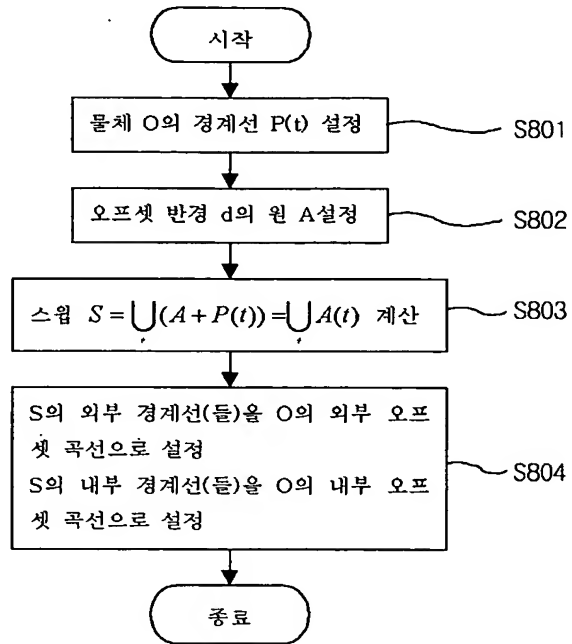 시작
물체 O의 경계선 P(t) 설정
S801
오프셋 반경 d의 원 A설정
S802
스윕 S = ⋃ₜ(A + P(t)) = ⋃ₜ A(t) 계산
S803
S의 외부 경계선(들)을 O의 외부 오프
셋 곡선으로 설정
S의 내부 경계선(들)을 O의 내부 오프
셋 곡선으로 설정
S804
종료